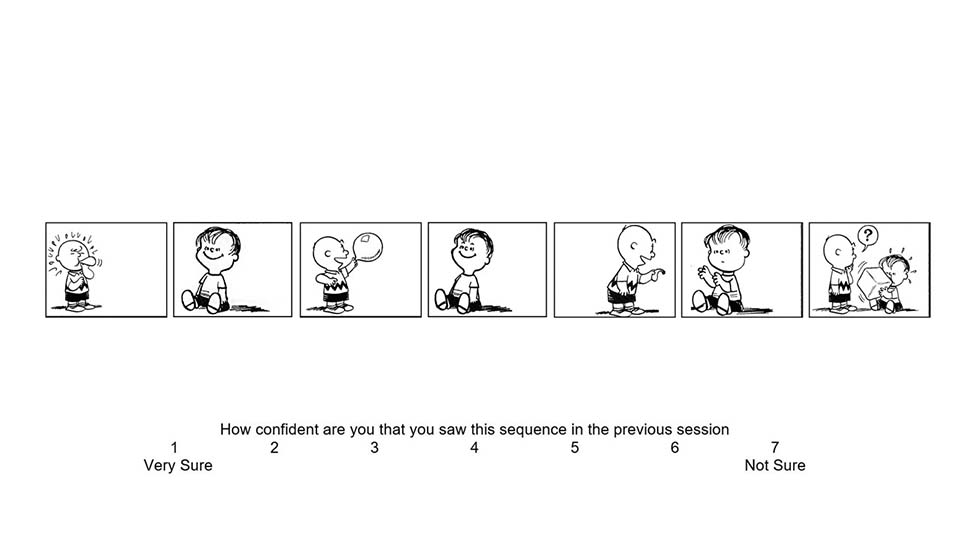 ?
How confident are you that you saw this sequence in the previous session
1 2 3 4 5 6 7
Very Sure Not Sure